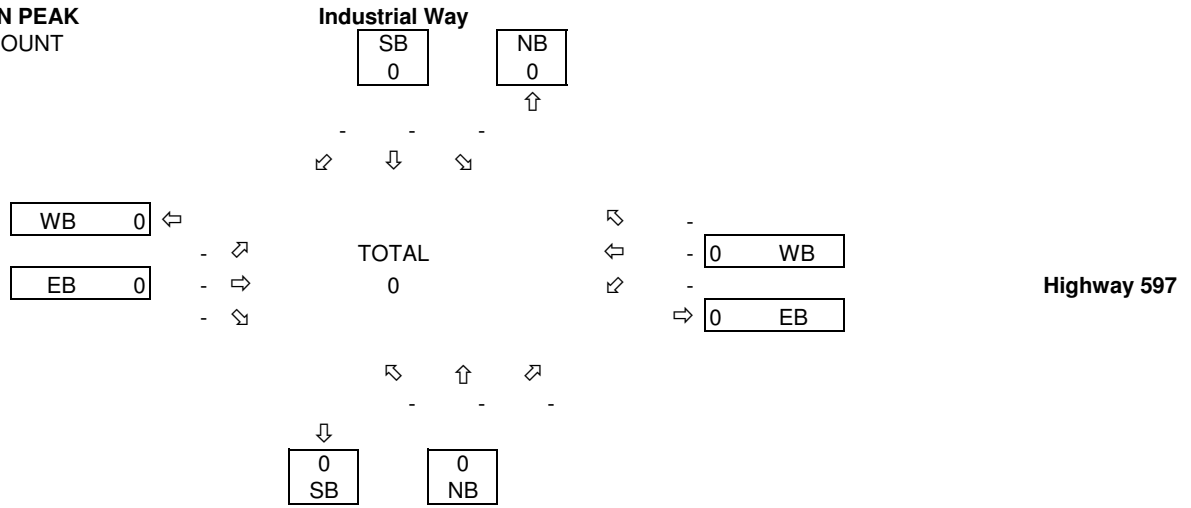 N PEAK Industrial Way
OUNT SB NB
0 0
⇧
- - -
⬃ ⇩ ⬂
WB 0 ⇦ ⬁ -
- ⬀ TOTAL ⇦ - 0 WB
EB 0 - ⇨ 0 ⬃ - Highway 597
- ⬂ ⇨ 0 EB
⬁ ⇧ ⬀
- - -
⇩
0 0
SB NB